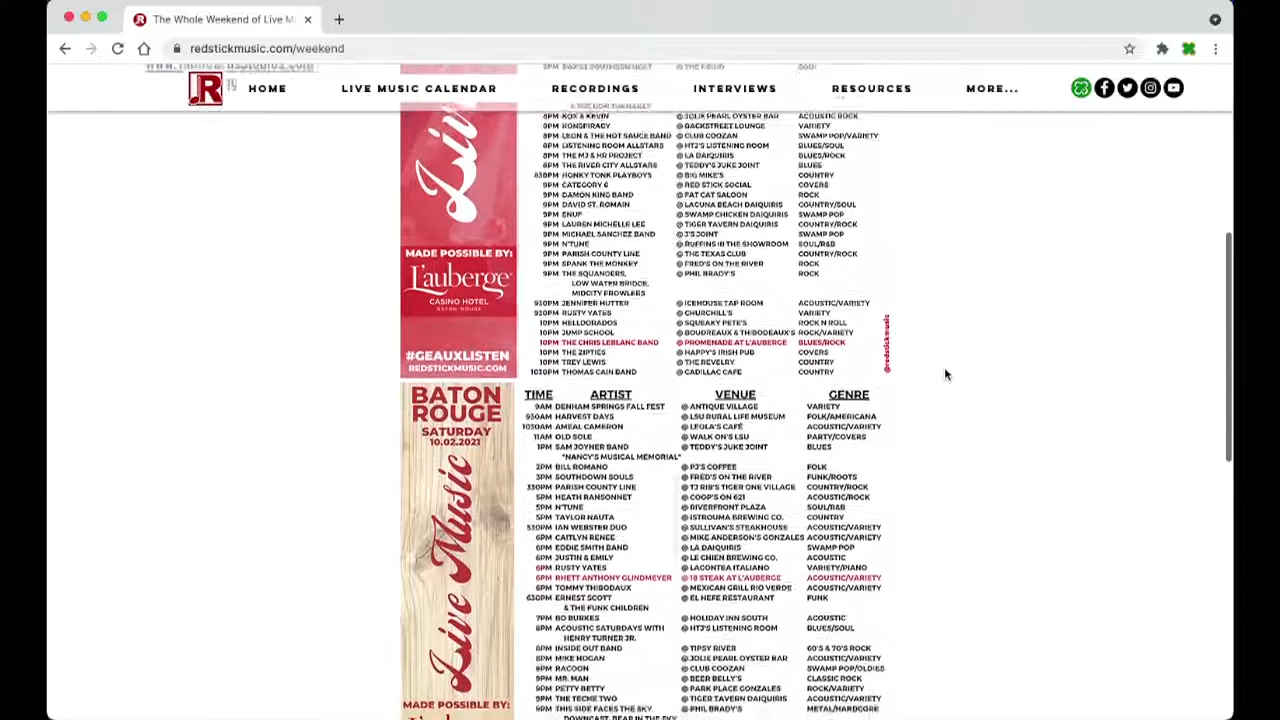 The Whole Weekend of Live M
redstickmusic.com/weekend
HOME LIVE MUSIC CALENDAR RECORDINGS INTERVIEWS RESOURCES MORE...
8PM KOX & KEVIN @ JOLIE PEARL OYSTER BAR ACOUSTIC ROCK
8PM KONSPIRACY @ BACKSTREET LOUNGE VARIETY
8PM LEON & THE HOT SAUCE BAND @ CLUB COOZAN SWAMP POP/VARIETY
8PM LISTENING ROOM ALLSTARS @ HTJ'S LISTENING ROOM BLUES/SOUL
8PM THE MJ & HR PROJECT @ LA DAIQUIRIS BLUES/ROCK
8PM THE RIVER CITY ALLSTARS @ TEDDY'S JUKE JOINT BLUES
830PM HONKY TONK PLAYBOYS @ BIG MIKE'S COUNTRY
9PM CATEGORY 6 @ RED STICK SOCIAL COVERS
9PM DAMON KING BAND @ FAT CAT SALOON ROCK
9PM DAVID ST. ROMAIN @ LACUNA BEACH DAIQUIRIS COUNTRY/SOUL
9PM ENUF @ SWAMP CHICKEN DAIQUIRIS SWAMP POP
9PM LAUREN MICHELLE LEE @ TIGER TAVERN DAIQUIRIS COUNTRY/ROCK
9PM MICHAEL SANCHEZ BAND @ J'S JOINT SWAMP POP
9PM N'TUNE @ RUFFINS IN THE SHOWROOM SOUL/R&B
9PM PARISH COUNTY LINE @ THE TEXAS CLUB COUNTRY/ROCK
9PM SPANK THE MONKEY @ FRED'S ON THE RIVER ROCK
9PM THE SQUANDERS, @ PHIL BRADY'S ROCK
LOW WATER BRIDGE,
MIDCITY PROWLERS
930PM JENNIFER HUTTER @ ICEHOUSE TAP ROOM ACOUSTIC/VARIETY
930PM RUSTY YATES @ CHURCHILL'S VARIETY
10PM HELLDORADOS @ SQUEAKY PETE'S ROCK N ROLL
10PM JUMP SCHOOL @ BOUDREAUX & THIBODEAUX'S ROCK/VARIETY
10PM THE CHRIS LEBLANC BAND @ PROMENADE AT L'AUBERGE BLUES/ROCK
10PM THE ZIPTIES @ HAPPY'S IRISH PUB COVERS
10PM TREY LEWIS @ THE REVELRY COUNTRY
1030PM THOMAS CAIN BAND @ CADILLAC CAFE COUNTRY
@redstickmusic
Liv
MADE POSSIBLE BY:
L'auberge
CASINO HOTEL
BATON ROUGE
#GEAUXLISTEN
REDSTICKMUSIC.COM
BATON
ROUGE
SATURDAY
10.02.2021
Live Music
MADE POSSIBLE BY:
TIME ARTIST VENUE GENRE
9AM DENHAM SPRINGS FALL FEST @ ANTIQUE VILLAGE VARIETY
930AM HARVEST DAYS @ LSU RURAL LIFE MUSEUM FOLK/AMERICANA
1030AM AMEAL CAMERON @ LEOLA'S CAFÉ ACOUSTIC/VARIETY
11AM OLD SOLE @ WALK ON'S LSU PARTY/COVERS
1PM SAM JOYNER BAND @ TEDDY'S JUKE JOINT BLUES
"NANCY'S MUSICAL MEMORIAL"
2PM BILL ROMANO @ PJ'S COFFEE FOLK
3PM SOUTHDOWN SOULS @ FRED'S ON THE RIVER FUNK/ROOTS
330PM PARISH COUNTY LINE @ TJ RIB'S TIGER ONE VILLAGE COUNTRY/ROCK
5PM HEATH RANSONNET @ COOP'S ON 621 ACOUSTIC/ROCK
5PM N'TUNE @ RIVERFRONT PLAZA SOUL/R&B
5PM TAYLOR NAUTA @ ISTROUMA BREWING CO. COUNTRY
530PM IAN WEBSTER DUO @ SULLIVAN'S STEAKHOUSE ACOUSTIC/VARIETY
6PM CAITLYN RENEE @ MIKE ANDERSON'S GONZALES ACOUSTIC/VARIETY
6PM EDDIE SMITH BAND @ LA DAIQUIRIS SWAMP POP
6PM JUSTIN & EMILY @ LE CHIEN BREWING CO. ACOUSTIC
6PM RUSTY YATES @ LACONTEA ITALIANO VARIETY/PIANO
6PM RHETT ANTHONY GLINDMEYER @ 18 STEAK AT L'AUBERGE ACOUSTIC/VARIETY
6PM TOMMY THIBODAUX @ MEXICAN GRILL RIO VERDE ACOUSTIC/VARIETY
630PM ERNEST SCOTT @ EL HEFE RESTAURANT FUNK
& THE FUNK CHILDREN
7PM BO BURKES @ HOLIDAY INN SOUTH ACOUSTIC
8PM ACOUSTIC SATURDAYS WITH @ HTJ'S LISTENING ROOM BLUES/SOUL
HENRY TURNER JR.
8PM INSIDE OUT BAND @ TIPSY RIVER 60'S & 70'S ROCK
8PM MIKE HOGAN @ JOLIE PEARL OYSTER BAR ACOUSTIC/VARIETY
8PM RACOON @ CLUB COOZAN SWAMP POP/OLDIES
9PM MR. MAN @ BEER BELLY'S CLASSIC ROCK
9PM PETTY BETTY @ PARK PLACE GONZALES ROCK/VARIETY
9PM THE TECHE TWO @ TIGER TAVERN DAIQUIRIS ACOUSTIC/VARIETY
9PM THIS SIDE FACES THE SKY, @ PHIL BRADY'S METAL/HARDCORE
DOWNCAST, BEAR IN THE SKY